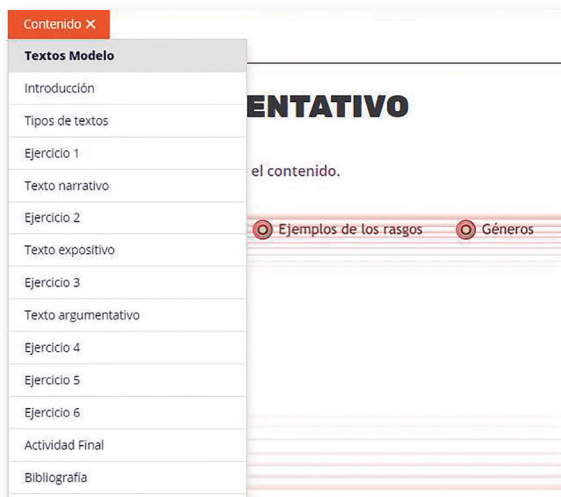 Contenido ×
Textos Modelo
Introducción
Tipos de textos
Ejercicio 1
Texto narrativo
Ejercicio 2
Texto expositivo
Ejercicio 3
Texto argumentativo
Ejercicio 4
Ejercicio 5
Ejercicio 6
Actividad Final
Bibliografía
ENTATIVO
el contenido.
Ejemplos de los rasgos
Géneros